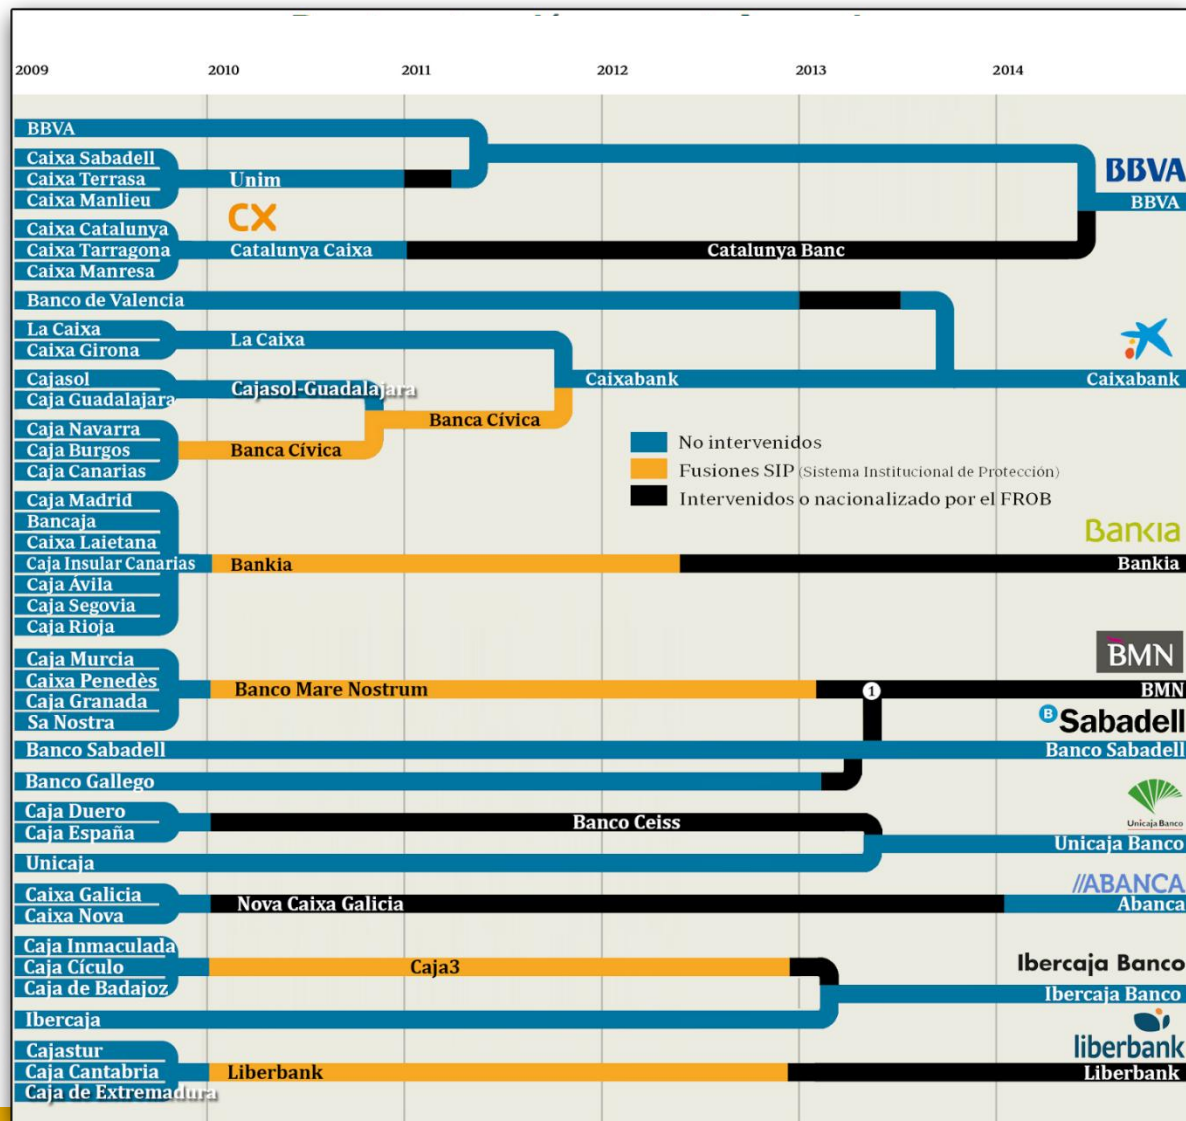 2009 2010 2011 2012 2013 2014
BBVA
Caixa Sabadell
Caixa Terrasa
Caixa Manlieu
Unim
BBVA
BBVA
CX
Caixa Catalunya
Caixa Tarragona
Caixa Manresa
Catalunya Caixa
Catalunya Banc
Banco de Valencia
La Caixa
Caixa Girona
La Caixa
Caixabank
Caixabank
Cajasol
Caja Guadalajara
Cajasol-Guadalajara
Banca Cívica
Caja Navarra
Caja Burgos
Caja Canarias
Banca Cívica
No intervenidos
Fusiones SIP (Sistema Institucional de Protección)
Intervenidos o nacionalizado por el FROB
Caja Madrid
Bancaja
Caixa Laietana
Caja Insular Canarias
Caja Ávila
Caja Segovia
Caja Rioja
Bankia
Bankia
Bankia
Caja Murcia
Caixa Penedès
Caja Granada
Sa Nostra
Banco Mare Nostrum
1
BMN
BMN
B Sabadell
Banco Sabadell
Banco Sabadell
Banco Gallego
Caja Duero
Caja España
Banco Ceiss
Unicaja Banco
Unicaja Banco
Unicaja
Caixa Galicia
Caixa Nova
Nova Caixa Galicia
//ABANCA
Abanca
Caja Inmaculada
Caja Cículo
Caja de Badajoz
Caja3
Ibercaja Banco
Ibercaja Banco
Ibercaja
Cajastur
Caja Cantabria
Caja de Extremadura
Liberbank
liberbank
Liberbank